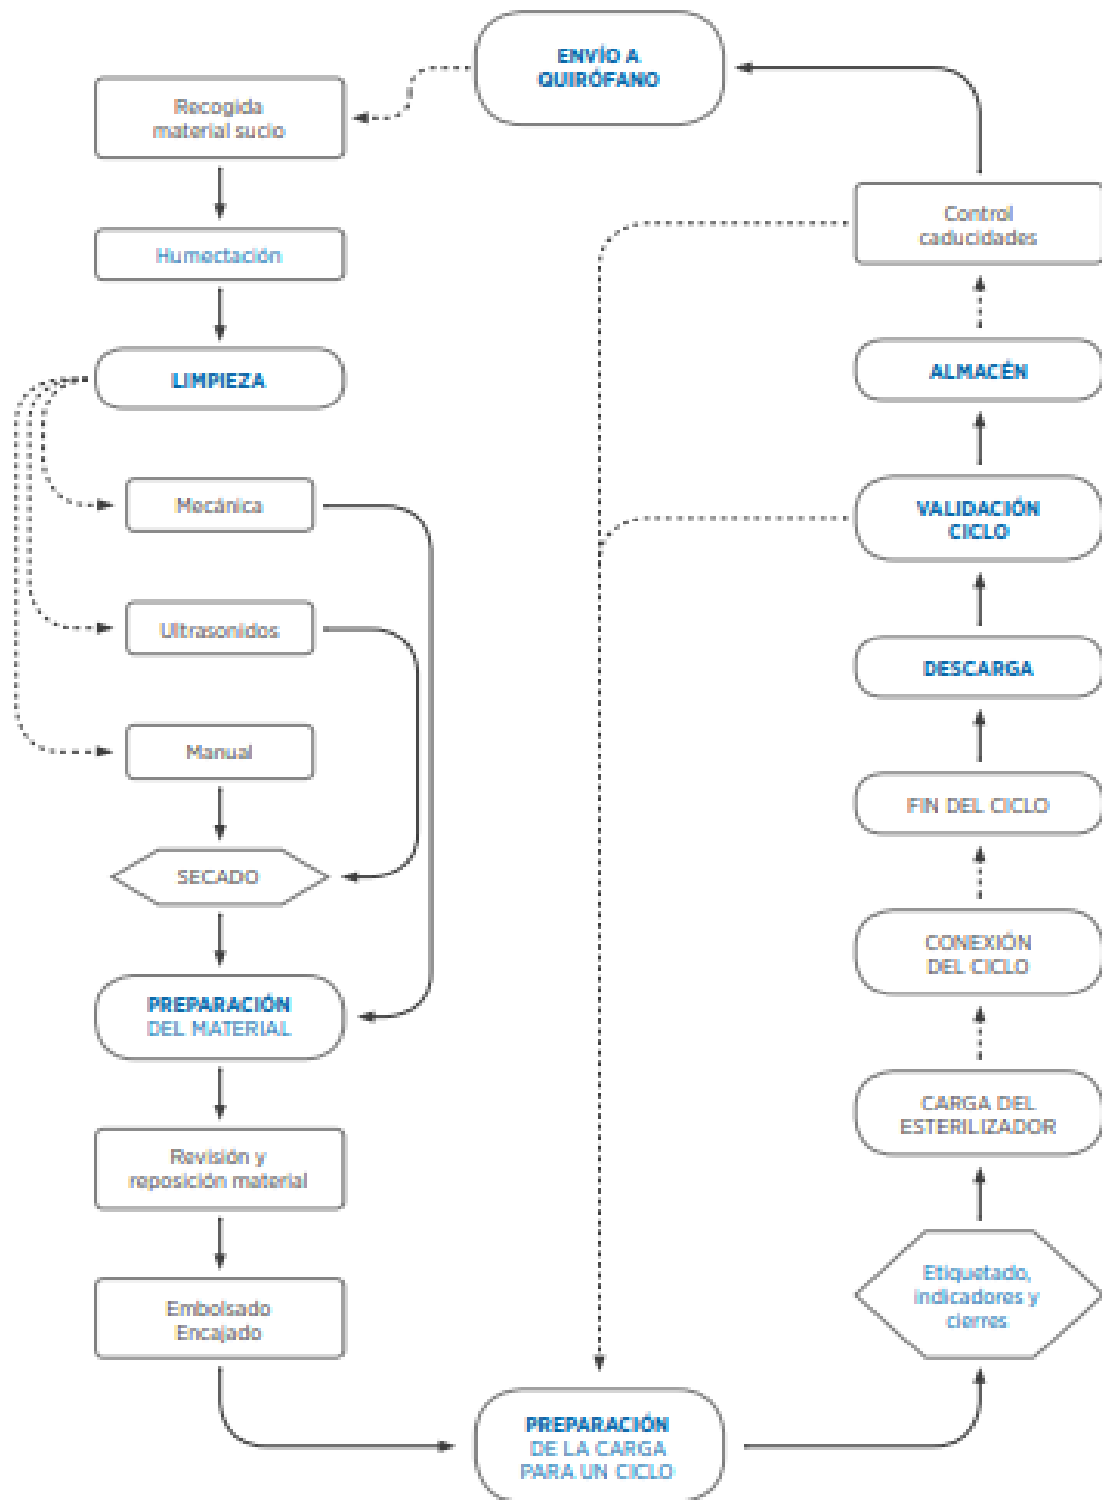 ENVÍO A
QUIRÓFANO
Recogida
material sucio
Humectación
LIMPIEZA
Mecánica
Ultrasonidos
Manual
SECADO
PREPARACIÓN
DEL MATERIAL
Revisión y
reposición material
Embolsado
Encajado
PREPARACIÓN
DE LA CARGA
PARA UN CICLO
Etiquetado,
indicadores y
cierres
CARGA DEL
ESTERILIZADOR
CONEXIÓN
DEL CICLO
FIN DEL CICLO
DESCARGA
VALIDACIÓN
CICLO
ALMACÉN
Control
caducidades